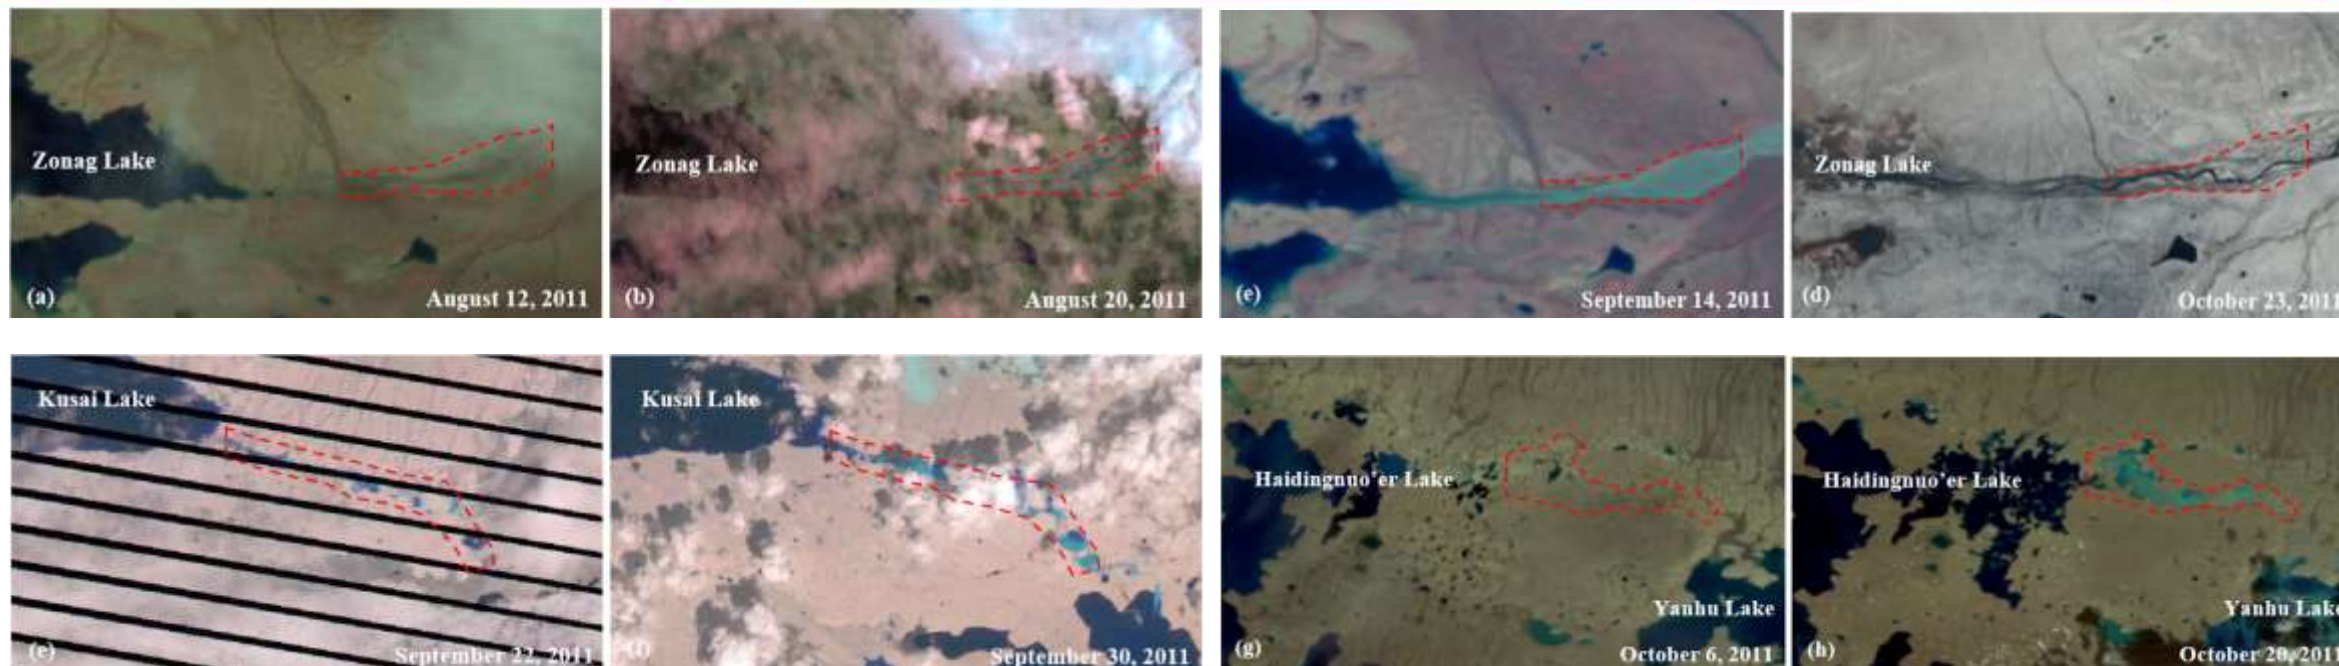 Zonag Lake
(a)
August 12, 2011
Zonag Lake
(b)
August 20, 2011
(e)
September 14, 2011
Zonag Lake
(d)
October 23, 2011
Kusai Lake
(e)
September 22, 2011
Kusai Lake
(f)
September 30, 2011
Haidingnuo'er Lake
Yanhu Lake
(g)
October 6, 2011
Haidingnuo'er Lake
Yanhu Lake
(h)
October 20, 2011